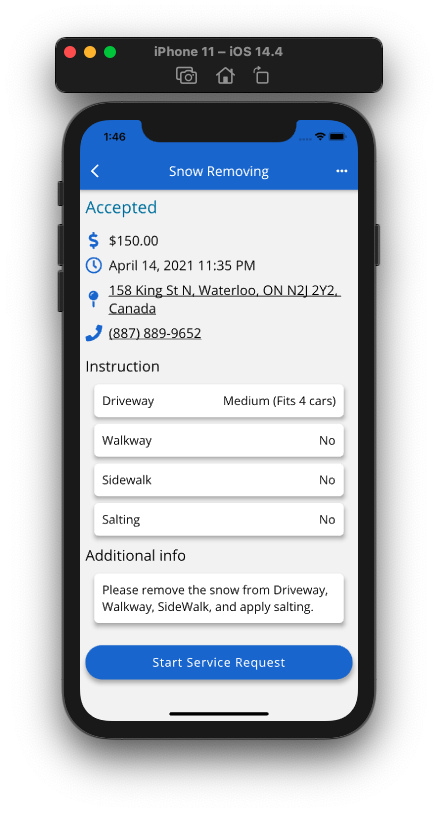 iPhone 11 – iOS 14.4
1:46
Snow Removing
Accepted
$150.00
April 14, 2021 11:35 PM
158 King St N, Waterloo, ON N2J 2Y2,
Canada
(887) 889-9652
Instruction
Driveway Medium (Fits 4 cars)
Walkway No
Sidewalk No
Salting No
Additional info
Please remove the snow from Driveway,
Walkway, SideWalk, and apply salting.
Start Service Request